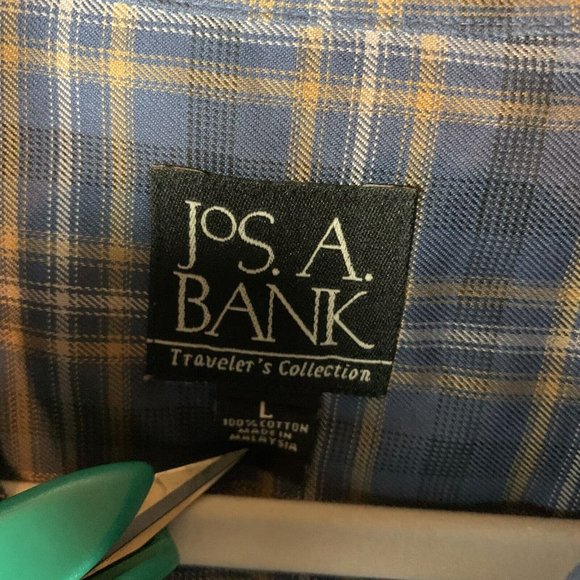 JoS. A.
BANK
Traveler's Collection
L
100% COTTON
MADE IN
MALAYSIA